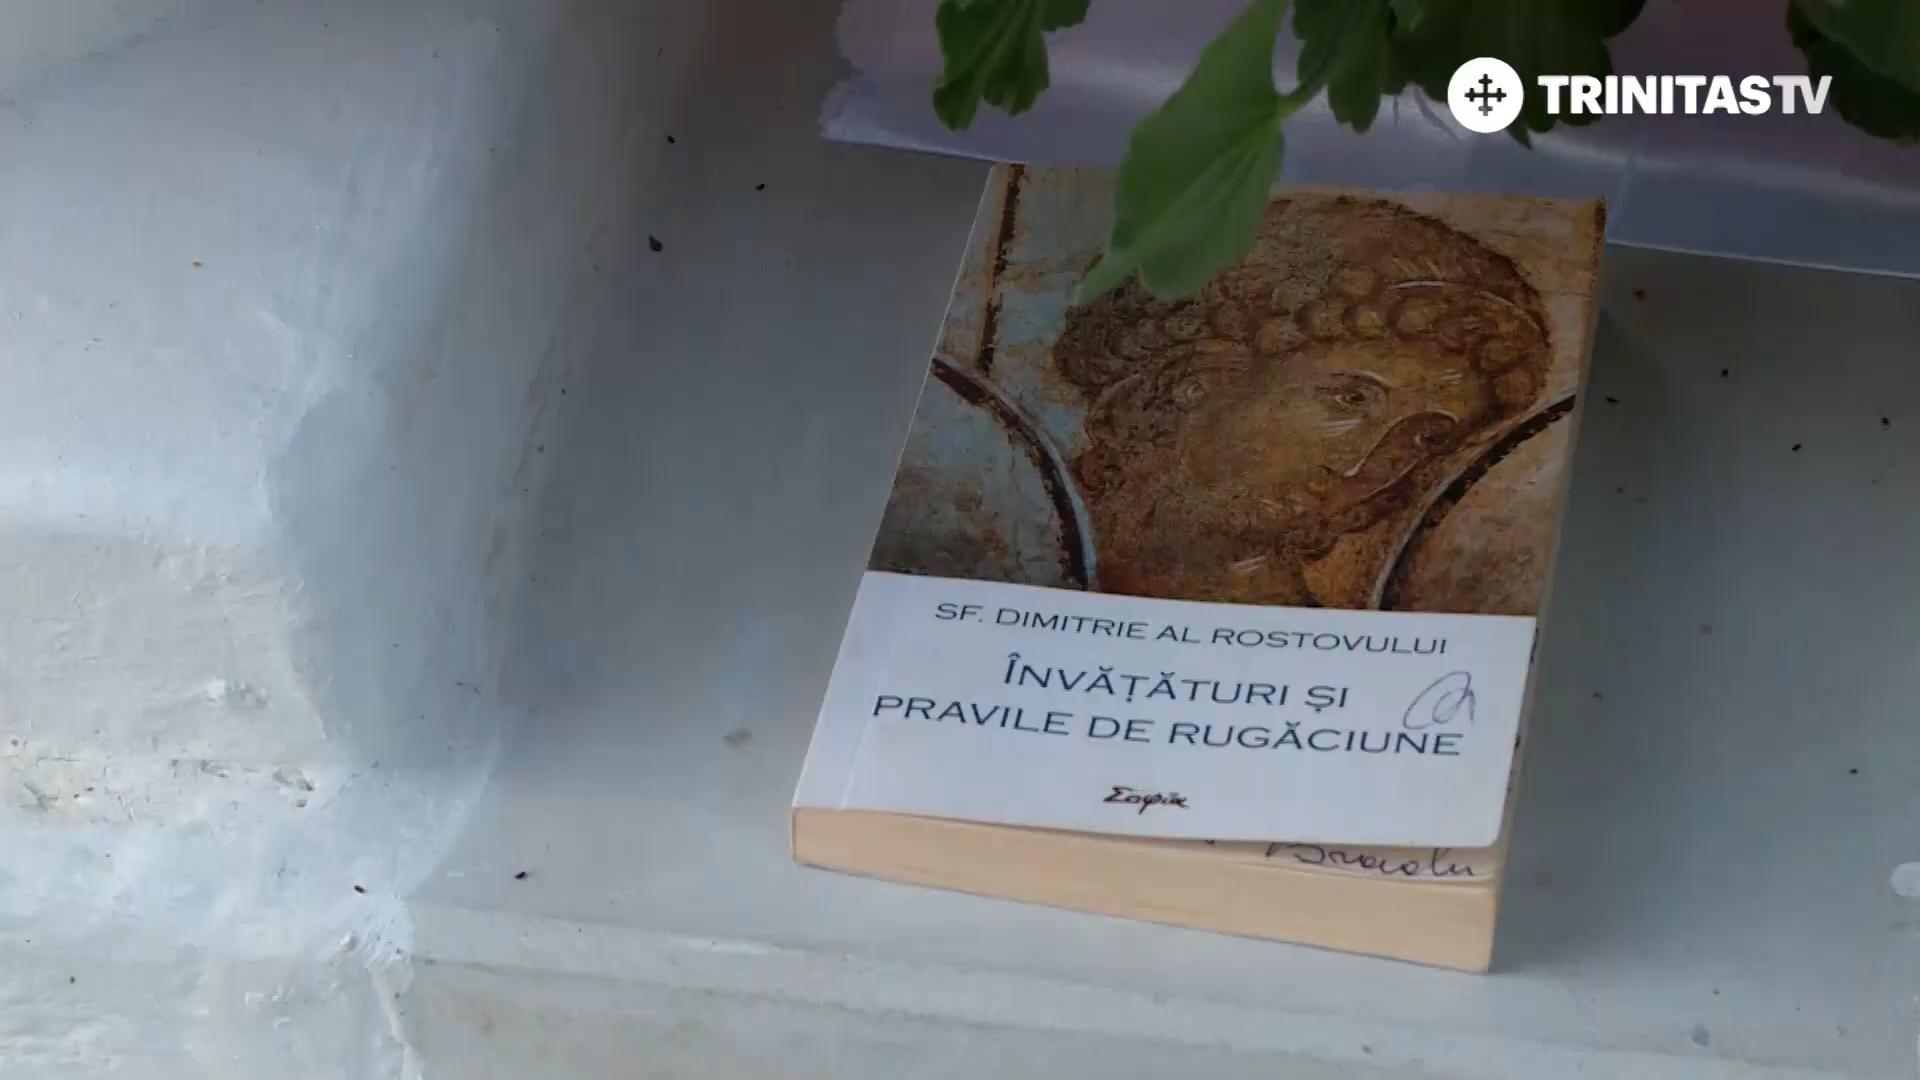 TRINITASTV
SF. DIMITRIE AL ROSTOVULUI
ÎNVĂȚĂTURI ȘI
PRAVILE DE RUGĂCIUNE
Σοφία